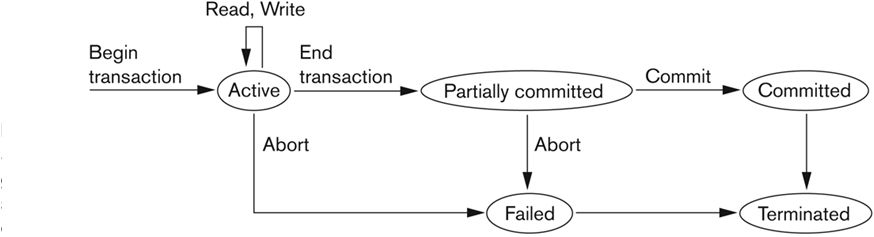 Read, Write
Begin
transaction
End
transaction
Active
Partially committed
Commit
Committed
Abort
Abort
Failed
Terminated